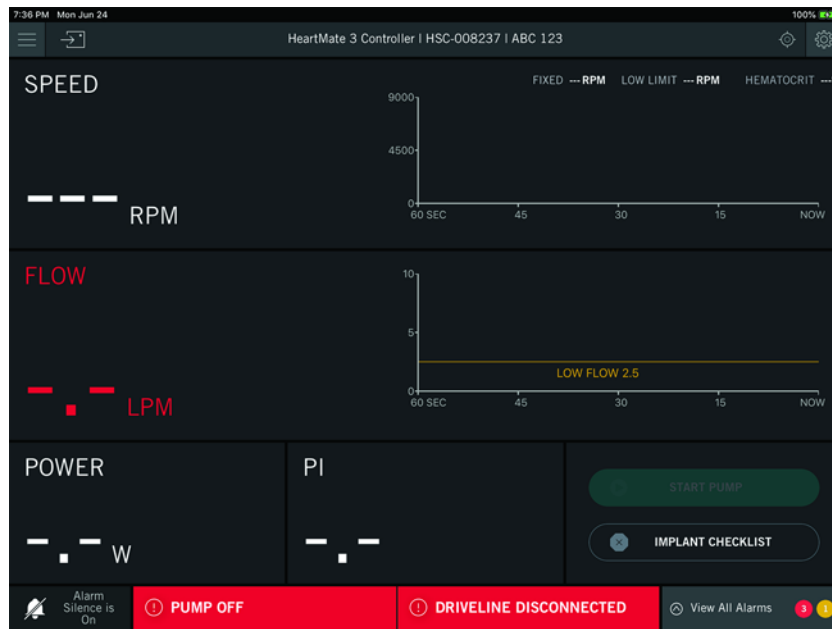 7:36 PM Mon Jun 24
100%
HeartMate 3 Controller | HSC-008237 | ABC 123
SPEED
FIXED --- RPM LOW LIMIT --- RPM HEMATOCRIT ---
9000
4500
0
60 SEC 45 30 15 NOW
--- RPM
FLOW
10
5
LOW FLOW 2.5
0
60 SEC 45 30 15 NOW
-.- LPM
POWER
-.- W
PI
-.-
START PUMP
IMPLANT CHECKLIST
Alarm
Silence is
On
PUMP OFF
DRIVELINE DISCONNECTED
View All Alarms 3 1